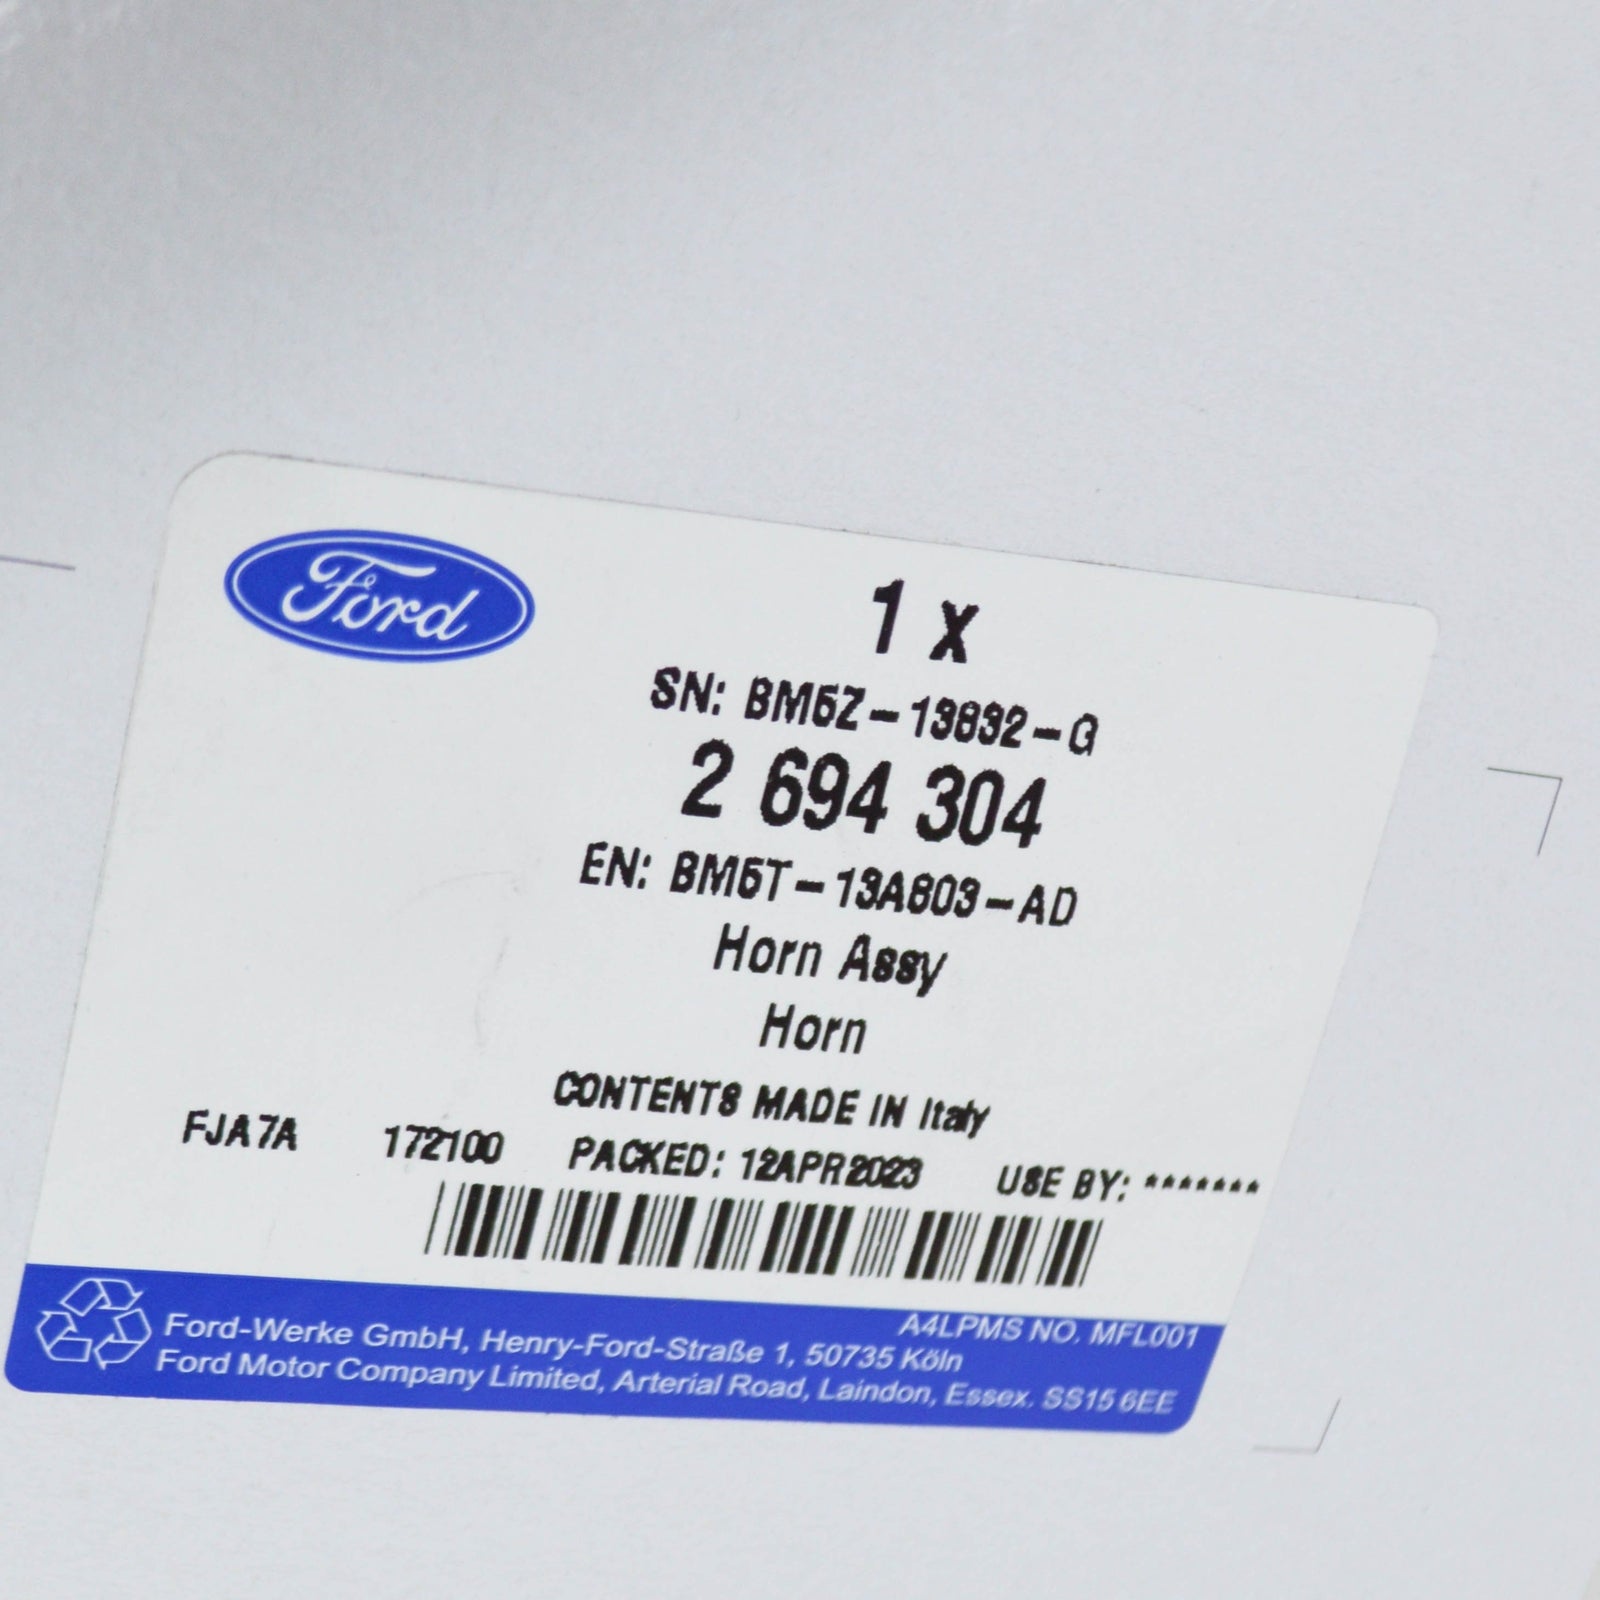 Ford
1 x
SN: BM5Z-13832-G
2 694 304
EN: BM5T-13A803-AD
Horn Assy
Horn
CONTENTS MADE IN Italy
FJA7A 172100 PACKED: 12APR2023 USE BY: *******
A4LPMS NO. MFL001
Ford-Werke GmbH, Henry-Ford-Straße 1, 50735 Köln
Ford Motor Company Limited, Arterial Road, Laindon, Essex. SS15 6EE